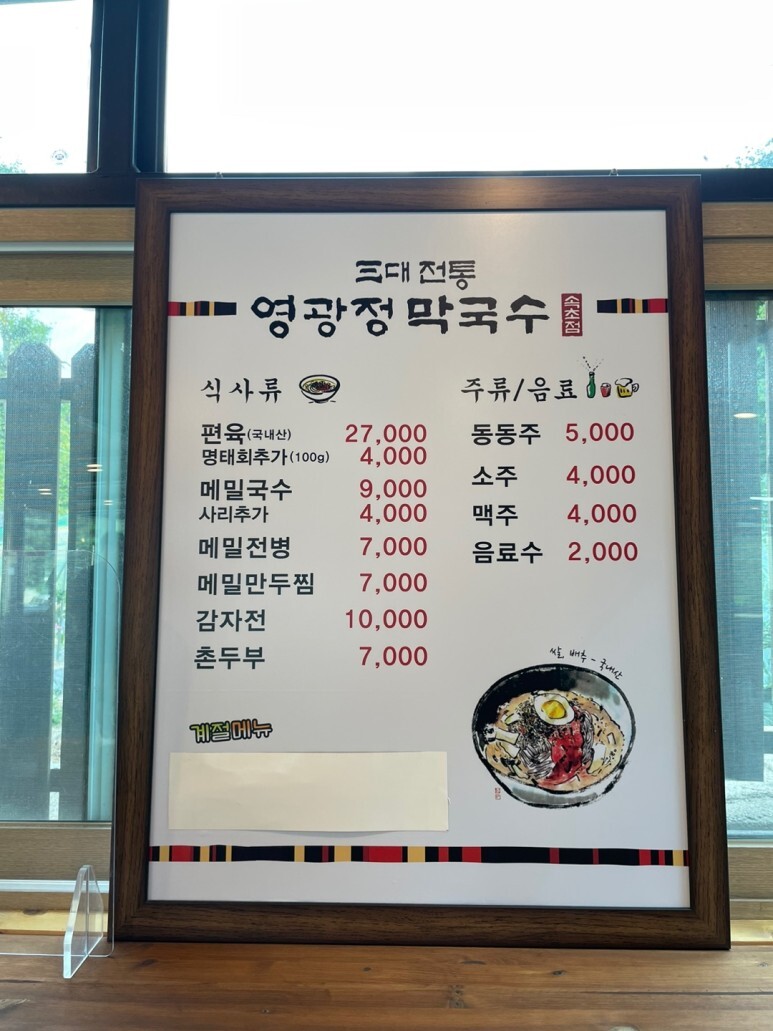 三대 전통
영광정 막국수 속초점
식사류
편육(국내산) 27,000
명태회추가(100g) 4,000
메밀국수 9,000
사리추가 4,000
메밀전병 7,000
메밀만두찜 7,000
감자전 10,000
촌두부 7,000
계절메뉴
주류/음료
동동주 5,000
소주 4,000
맥주 4,000
음료수 2,000
쌀, 배추 - 국내산